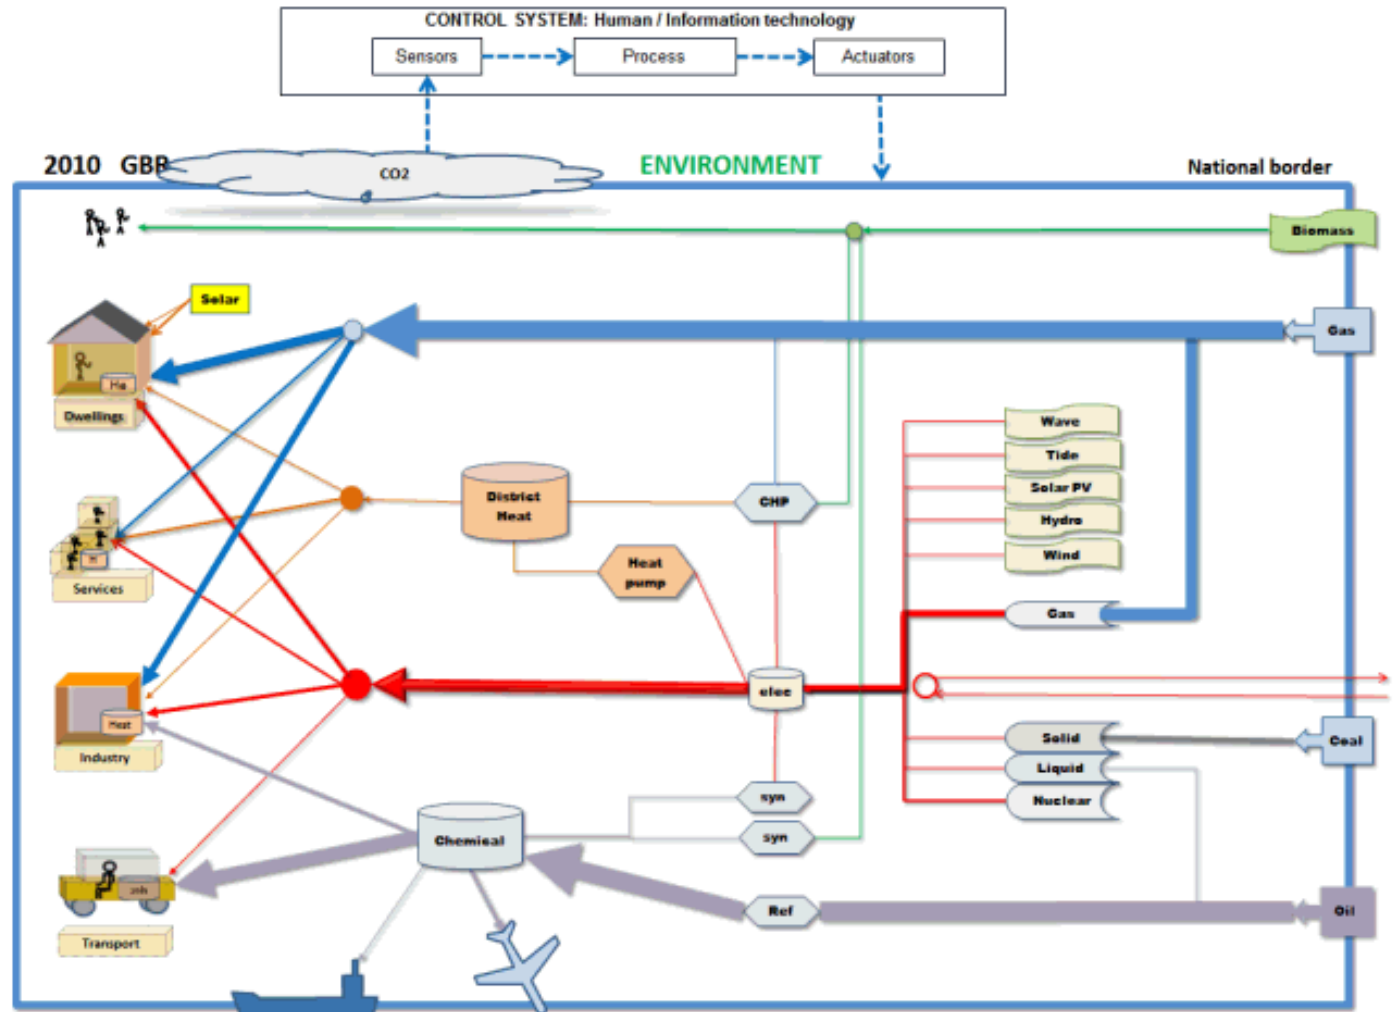 CONTROL SYSTEM: Human / Information technology
Sensors
Process
Actuators
2010 GBR
CO2
ENVIRONMENT
National border
Biomass
Solar
Gas
He
Dwellings
Wave
Tide
Solar PV
Hydro
Wind
District
Heat
CHP
Heat
pump
H
Services
Gas
elec
Heat
Industry
Solid
Liquid
Nuclear
Coal
syn
syn
Chemical
Ref
Oil
Transport